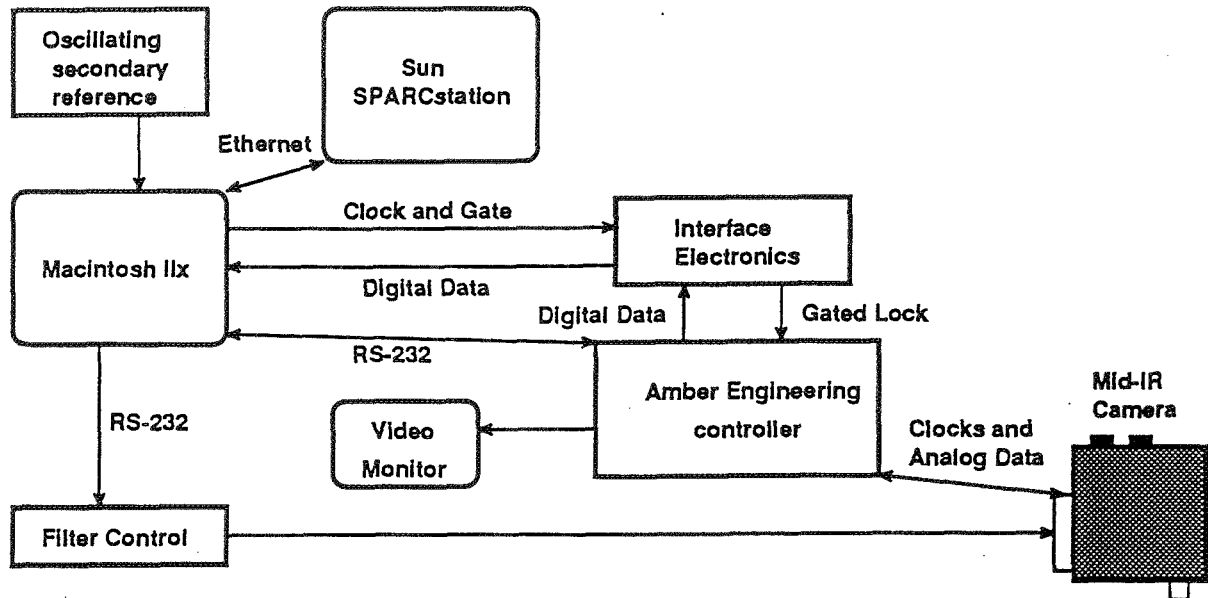 Oscillating
secondary
reference
Sun
SPARCstation
Ethernet
Clock and Gate
Interface
Electronics
Macintosh IIx
Digital Data
Digital Data
Gated Lock
RS-232
Amber Engineering
controller
Mid-IR
Camera
RS-232
Video
Monitor
Clocks and
Analog Data
Filter Control